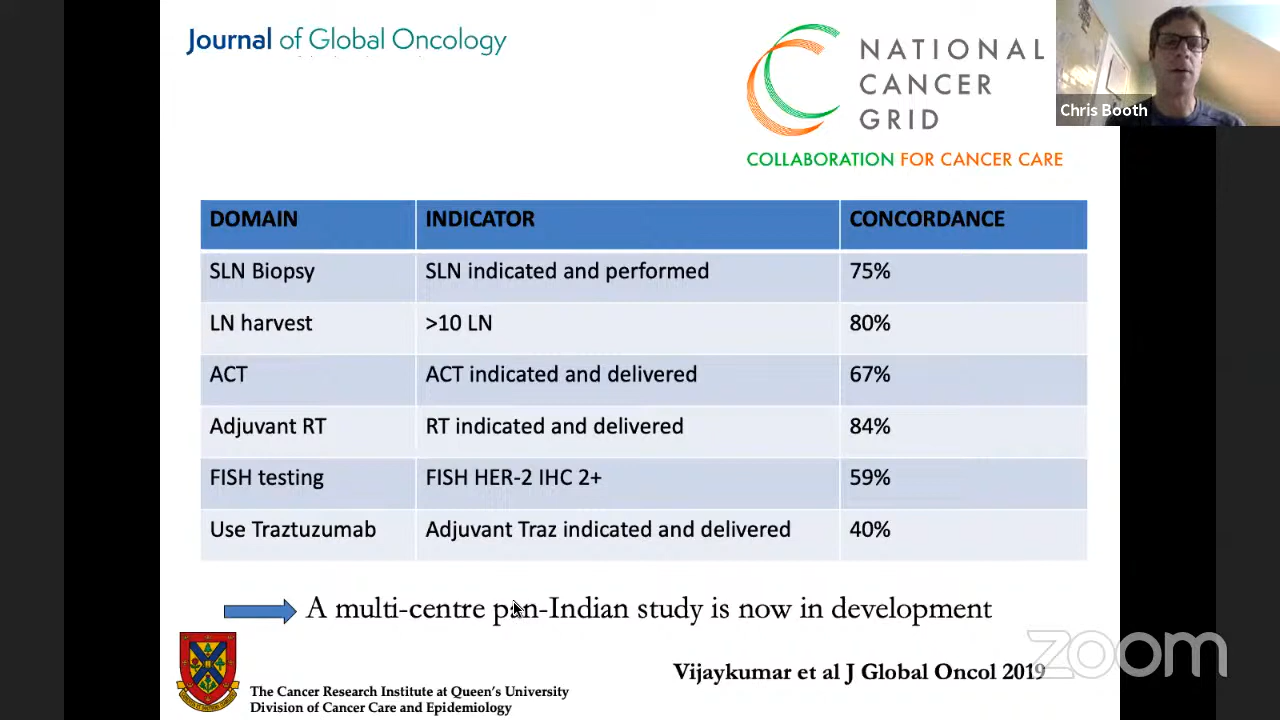 Journal of Global Oncology
NATIONAL
CANCER
GRID
COLLABORATION FOR CANCER CARE
Chris Booth
DOMAIN INDICATOR CONCORDANCE
SLN Biopsy SLN indicated and performed 75%
LN harvest >10 LN 80%
ACT ACT indicated and delivered 67%
Adjuvant RT RT indicated and delivered 84%
FISH testing FISH HER-2 IHC 2+ 59%
Use Traztuzumab Adjuvant Traz indicated and delivered 40%
A multi-centre pan-Indian study is now in development
zoom
Vijaykumar et al J Global Oncol 2019
The Cancer Research Institute at Queen's University
Division of Cancer Care and Epidemiology